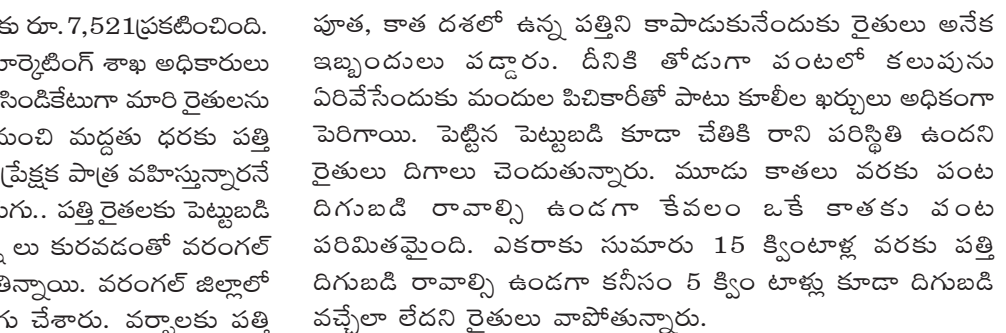 కు రూ.7,521ప్రకటించింది.
మార్కెటింగ్ శాఖ అధికారులు
సిండికేటుగా మారి రైతులను
నుంచి మద్దతు ధరకు పత్తి
ప్రేక్షక పాత్ర వహిస్తున్నారనే
గు.. పత్తి రైతులకు పెట్టుబడి
లు కురవడంతో వరంగల్
తిన్నాయి. వరంగల్ జిల్లాలో
గు చేశారు. వర్షాలకు పత్తి
పూత, కాత దశలో ఉన్న పత్తిని కాపాడుకునేందుకు రైతులు అనేక
ఇబ్బందులు పడ్డారు. దీనికి తోడుగా పంటలో కలుపును
ఏరివేసేందుకు మందుల పిచికారీతో పాటు కూలీల ఖర్చులు అధికంగా
పెరిగాయి. పెట్టిన పెట్టుబడి కూడా చేతికి రాని పరిస్థితి ఉందని
రైతులు దిగాలు చెందుతున్నారు. మూడు కాతలు వరకు పంట
దిగుబడి రావాల్సి ఉండగా కేవలం ఒకే కాతకు పంట
పరిమితమైంది. ఎకరాకు సుమారు 15 క్వింటాళ్ల వరకు పత్తి
దిగుబడి రావాల్సి ఉండగా కనీసం 5 క్విం టాళ్లు కూడా దిగుబడి
వచ్చేలా లేదని రైతులు వాపోతున్నారు.